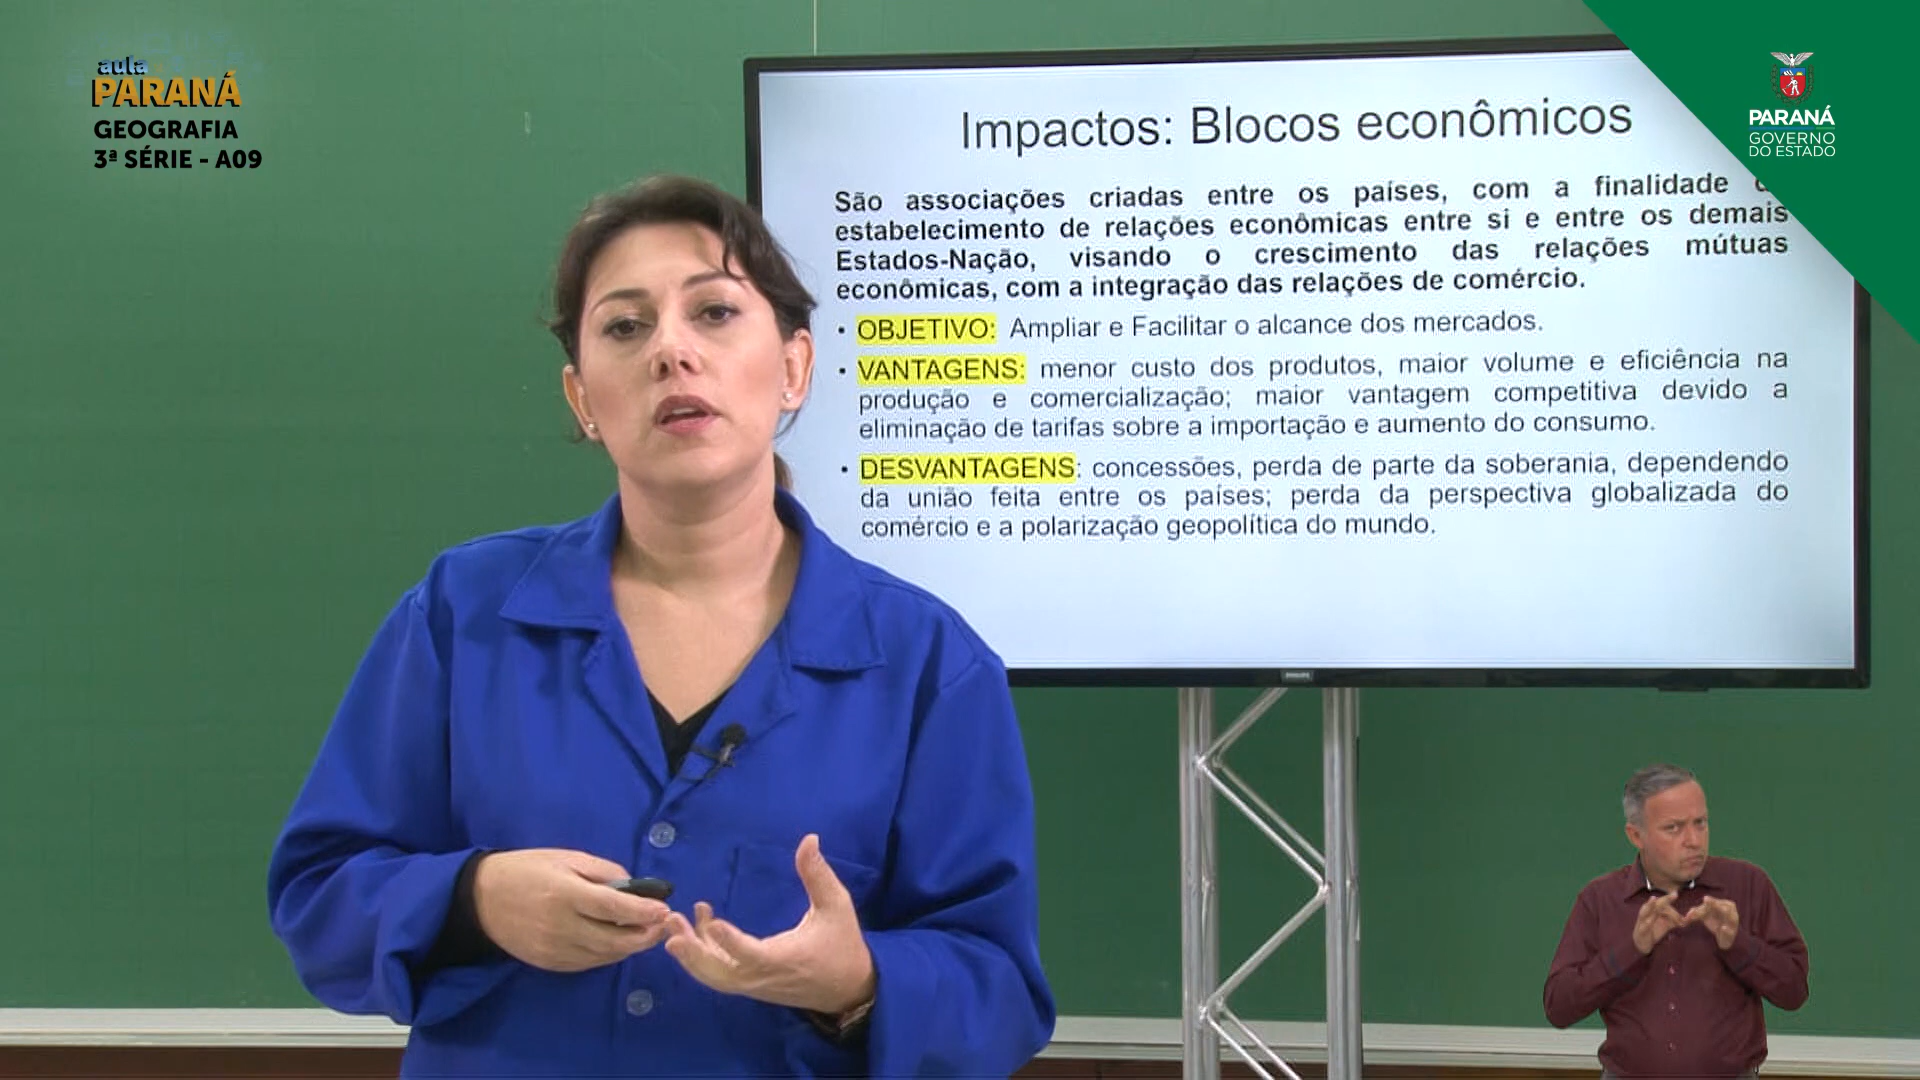 aula
PARANÁ
GEOGRAFIA
3ª SÉRIE - A09
PARANÁ
GOVERNO
DO ESTADO
Impactos: Blocos econômicos
São associações criadas entre os países, com a finalidade
estabelecimento de relações econômicas entre si e entre os demais
Estados-Nação, visando o crescimento das relações mútuas
econômicas, com a integração das relações de comércio.
• OBJETIVO: Ampliar e Facilitar o alcance dos mercados.
• VANTAGENS: menor custo dos produtos, maior volume e eficiência na
produção e comercialização; maior vantagem competitiva devido a
eliminação de tarifas sobre a importação e aumento do consumo.
• DESVANTAGENS: concessões, perda de parte da soberania, dependendo
da união feita entre os países; perda da perspectiva globalizada do
comércio e a polarização geopolítica do mundo.
PHILIPS